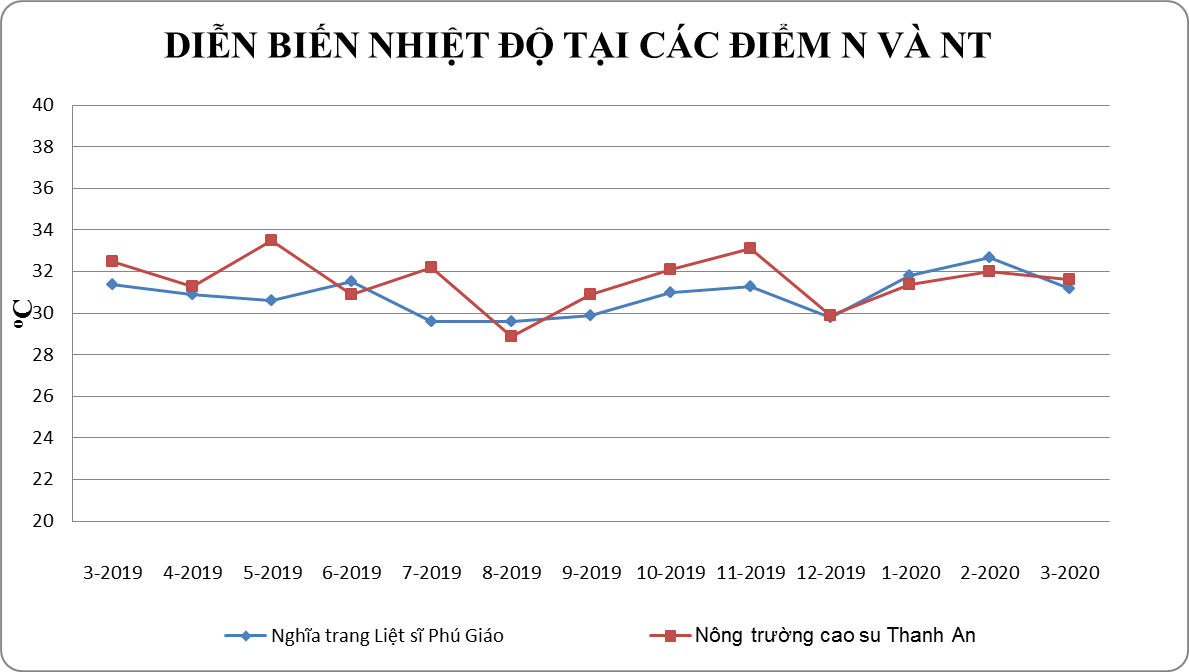 DIỄN BIẾN NHIỆT ĐỘ TẠI CÁC ĐIỂM N VÀ NT
40
38
36
34
32
30
28
26
24
22
20
ºC
3-2019 4-2019 5-2019 6-2019 7-2019 8-2019 9-2019 10-2019 11-2019 12-2019 1-2020 2-2020 3-2020
Nghĩa trang Liệt sĩ Phú Giáo Nông trường cao su Thanh An